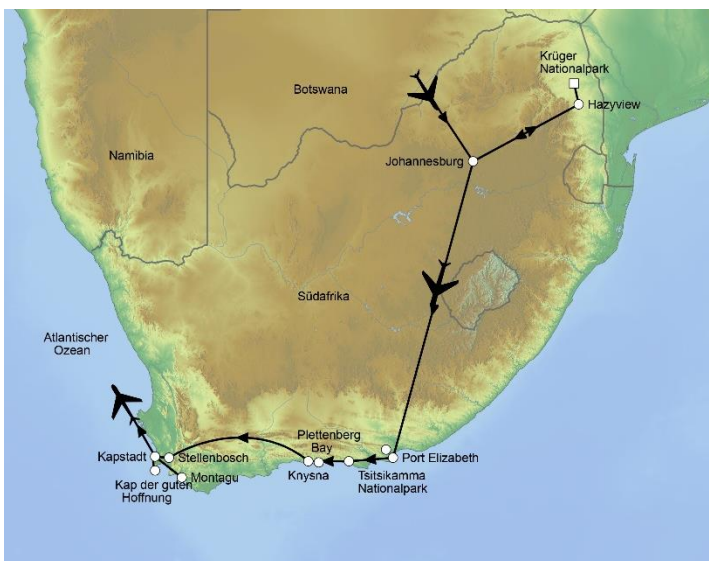 Krüger
Nationalpark
Botswana
Hazyview
Namibia
Johannesburg
Südafrika
Atlantischer
Ozean
Plettenberg
Bay
Kapstadt
Stellenbosch
Port Elizabeth
Knysna
Tsitsikamma
Nationalpark
Montagu
Kap der guten
Hoffnung